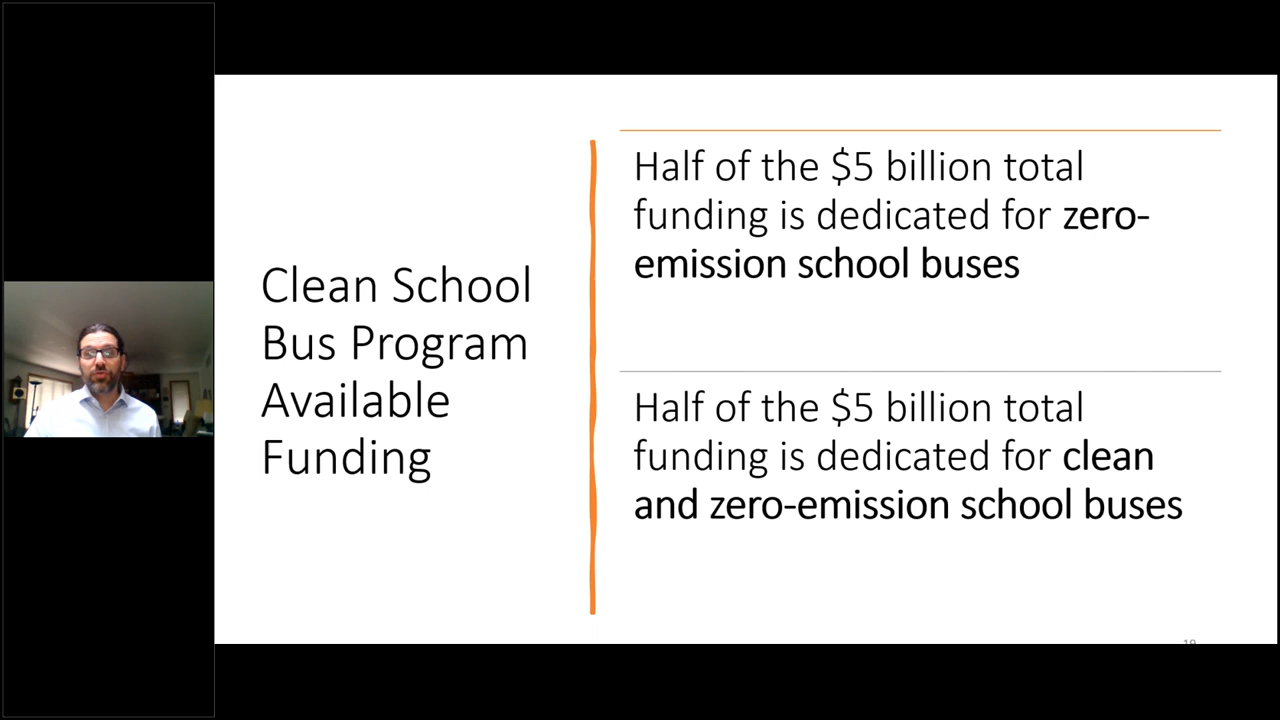 Clean School
Bus Program
Available
Funding
Half of the $5 billion total
funding is dedicated for zero-
emission school buses
Half of the $5 billion total
funding is dedicated for clean
and zero-emission school buses